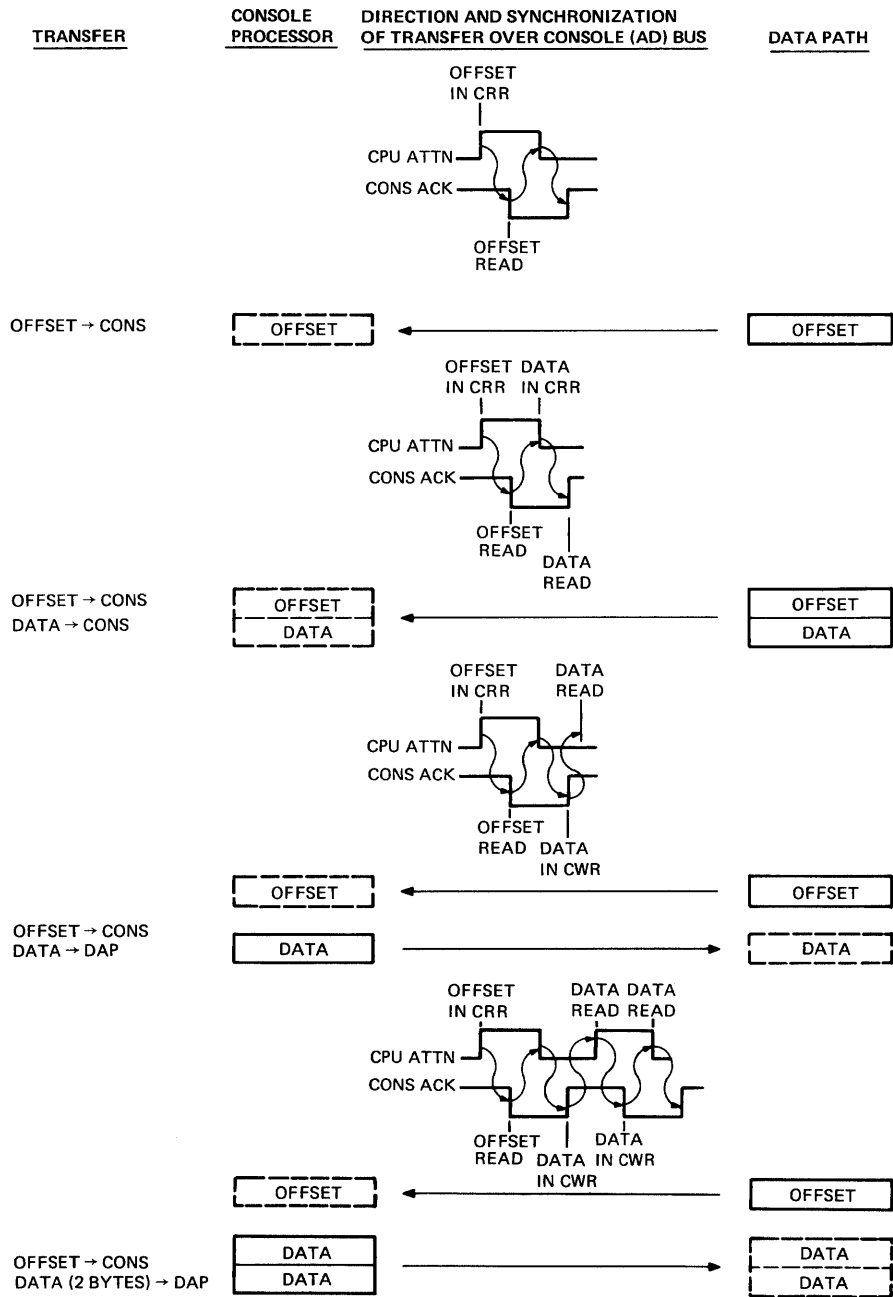 TRANSFER
CONSOLE PROCESSOR
DIRECTION AND SYNCHRONIZATION
OF TRANSFER OVER CONSOLE (AD) BUS
DATA PATH
OFFSET
IN CRR
CPU ATTN
CONS ACK
OFFSET
READ
OFFSET → CONS
OFFSET
OFFSET
OFFSET
IN CRR
DATA
IN CRR
CPU ATTN
CONS ACK
OFFSET
READ
DATA
READ
OFFSET → CONS
DATA → CONS
OFFSET
DATA
OFFSET
DATA
OFFSET
IN CRR
DATA
READ
CPU ATTN
CONS ACK
OFFSET
READ
DATA
IN CWR
OFFSET
OFFSET
OFFSET → CONS
DATA → DAP
DATA
DATA
OFFSET
IN CRR
DATA
READ
DATA
READ
CPU ATTN
CONS ACK
OFFSET
READ
DATA
IN CWR
DATA
IN CWR
OFFSET
OFFSET
OFFSET → CONS
DATA (2 BYTES) → DAP
DATA
DATA
DATA
DATA